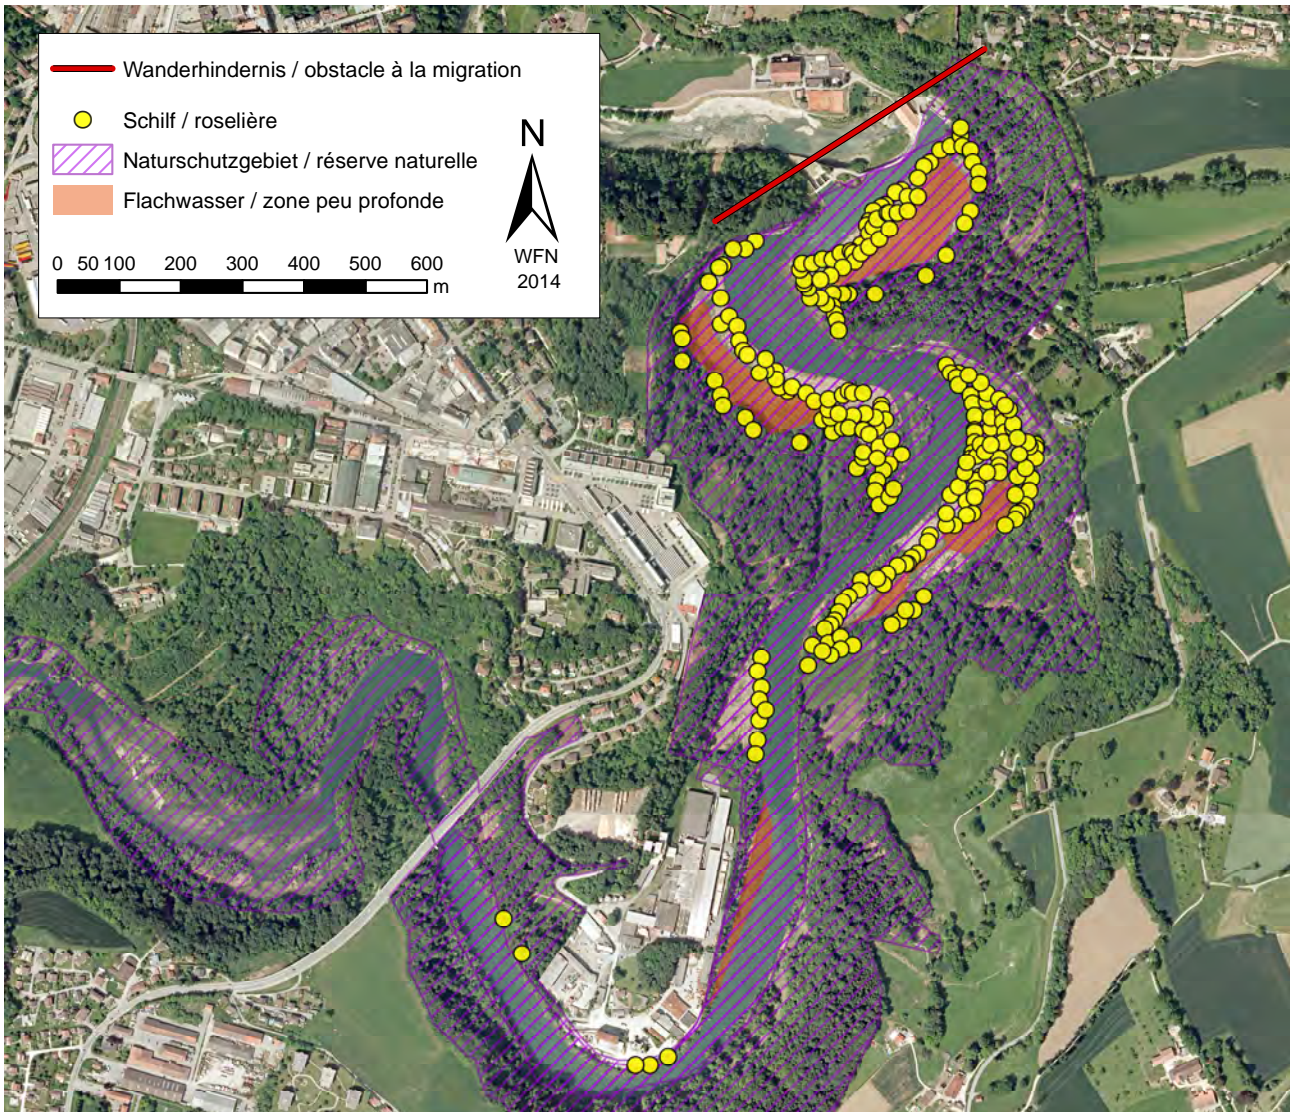 Wanderhindernis / obstacle à la migration
Schilf / roselière
Naturschutzgebiet / réserve naturelle
Flachwasser / zone peu profonde
0 50 100 200 300 400 500 600 m
N
WFN
2014